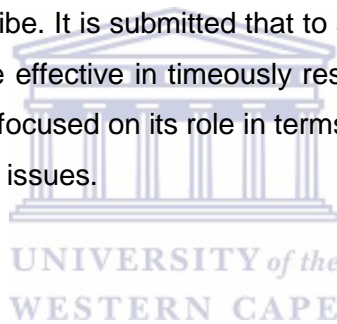 ibe. It is submitted that to
e effective in timeously res
focused on its role in terms
issues.
UNIVERSITY of the
WESTERN CAPE